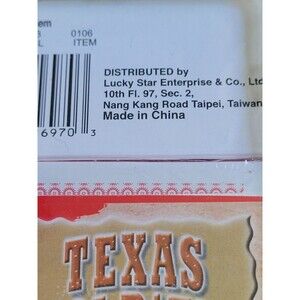 em
0106
ITEM
DISTRIBUTED by
Lucky Star Enterprise & Co., Ltd
10th Fl. 97, Sec. 2,
Nang Kang Road Taipei, Taiwan
Made in China
6970 3
TEXAS